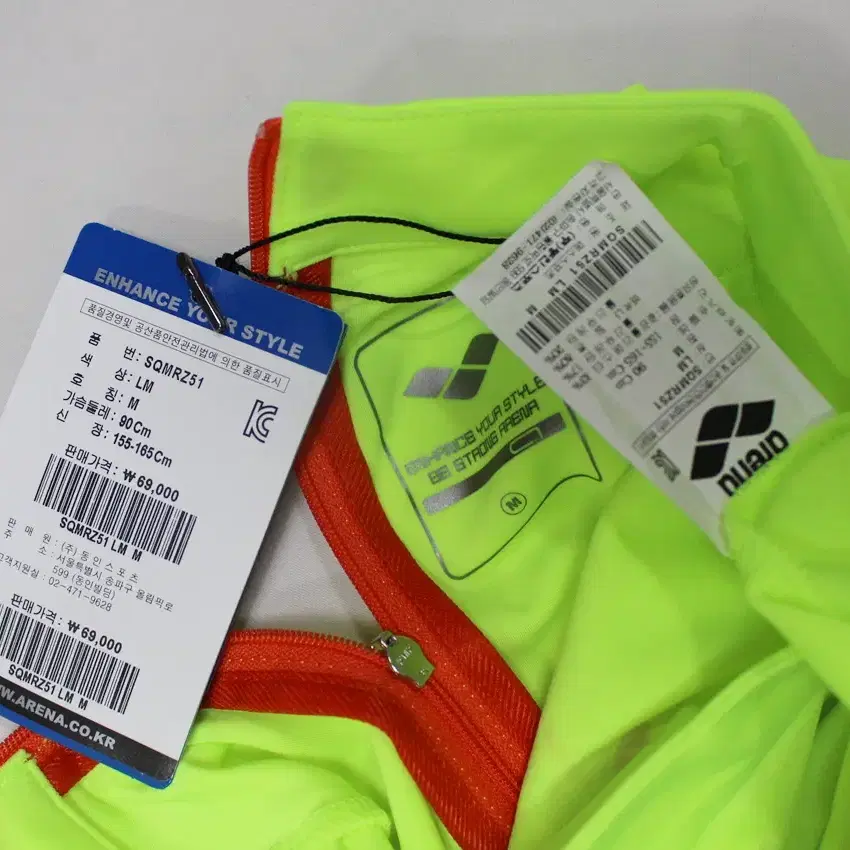 ENHANCE YOUR STYLE
품질경영및 공산품안전관리법에 의한 품질표시
품 번: SQMRZ51
색 상: LM
호 칭: M
가슴둘레: 90Cm
신 장: 155-165Cm
판매가격: ₩ 69,000
SQMRZ51 LM M
판 매 원 : (주) 동인스포츠
주 소 : 서울특별시 송파구 올림픽로
599 (동인빌딩)
고객지원실 : 02-471-9628
판매가격: ₩ 69,000
SQMRZ51 LM M
WWW.ARENA.CO.KR
ENHANCE YOUR STYLE
BE STRONG ARENA
M
02)471-9628
SQMRZ51 LM M
155-165 Cm
90 Cm
M
LM
SQMRZ51
arena